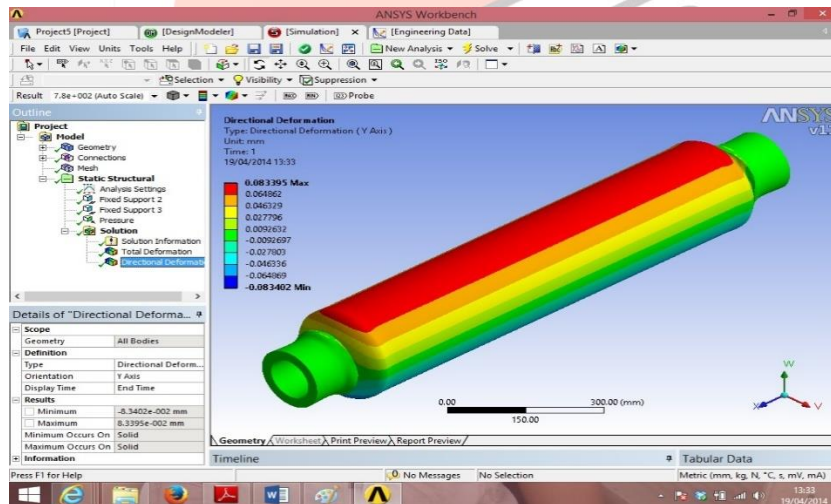 ANSYS Workbench
Project5 [Project]
[DesignModeler]
[Simulation]
[Engineering Data]
File Edit View Units Tools Help
New Analysis
Solve
Selection
Visibility
Suppression
Result 7.8e+002 (Auto Scale)
Probe
Outline
Project
Model
Geometry
Connections
Mesh
Static Structural
Analysis Settings
Fixed Support 2
Fixed Support 3
Pressure
Solution
Solution Information
Total Deformation
Directional Deformati
Directional Deformation
Type: Directional Deformation ( Y Axis )
Unit: mm
Time: 1
19/04/2014 13:33
0.083395 Max
0.064862
0.046329
0.027796
0.0092632
-0.0092697
-0.027803
-0.046336
-0.064869
-0.083402 Min
ANSYS
v1
0.00
300.00 (mm)
150.00
Details of "Directional Deforma...
Scope
Geometry All Bodies
Definition
Type Directional Deform...
Orientation Y Axis
Display Time End Time
Results
Minimum -8.3402e-002 mm
Maximum 8.3395e-002 mm
Minimum Occurs On Solid
Maximum Occurs On Solid
Information
Geometry Worksheet Print Preview Report Preview
Timeline
Tabular Data
Press F1 for Help
No Messages
No Selection
Metric (mm, kg, N, °C, s, mV, mA)
13:33
19/04/2014